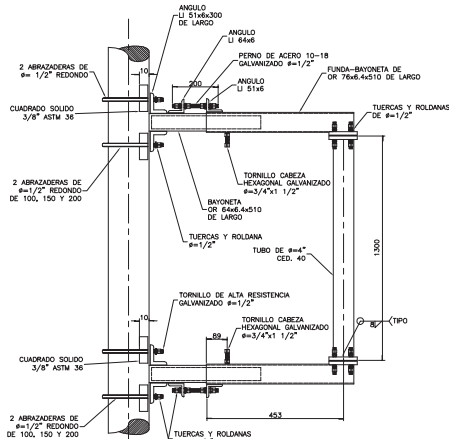 ANGULO
LI 51x6x300
DE LARGO
ANGULO
LI 64x6
PERNO DE ACERO 10-18
GALVANIZADO ø=1/2"
ANGULO
LI 51x6
200
10
2 ABRAZADERAS DE
ø= 1/2" REDONDO
FUNDA-BAYONETA DE
OR 76x6.4x510 DE LARGO
CUADRADO SOLIDO
3/8" ASTM 36
TUERCAS Y ROLDANAS
DE ø=1/2"
2 ABRAZADERAS DE
ø=1/2" REDONDO
DE 100, 150 Y 200
TORNILLO CABEZA
HEXAGONAL GALVANIZADO
ø=3/4"x1 1/2"
BAYONETA
OR 64x6.4x510
DE LARGO
TUERCAS Y ROLDANA
ø=1/2"
TUBO DE ø=4"
CED. 40
1300
TORNILLO DE ALTA RESISTENCIA
GALVANIZADO ø=1/2"
10
89
TORNILLO CABEZA
HEXAGONAL GALVANIZADO
ø=3/4"x1 1/2"
8
TIPO
CUADRADO SOLIDO
3/8" ASTM 36
453
2 ABRAZADERAS DE
ø=1/2" REDONDO
DE 100, 150 Y 200
TUERCAS Y ROLDANAS